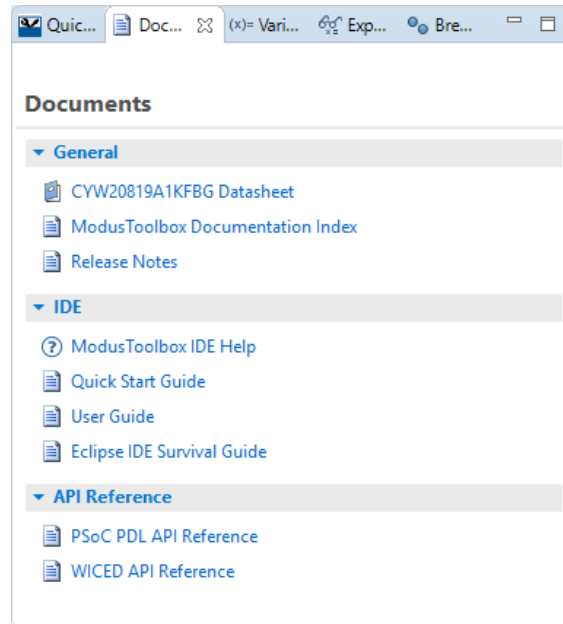 Quic... Doc... (x)= Vari... Exp... Bre...
Documents
General
CYW20819A1KFBG Datasheet
ModusToolbox Documentation Index
Release Notes
IDE
ModusToolbox IDE Help
Quick Start Guide
User Guide
Eclipse IDE Survival Guide
API Reference
PSoC PDL API Reference
WICED API Reference